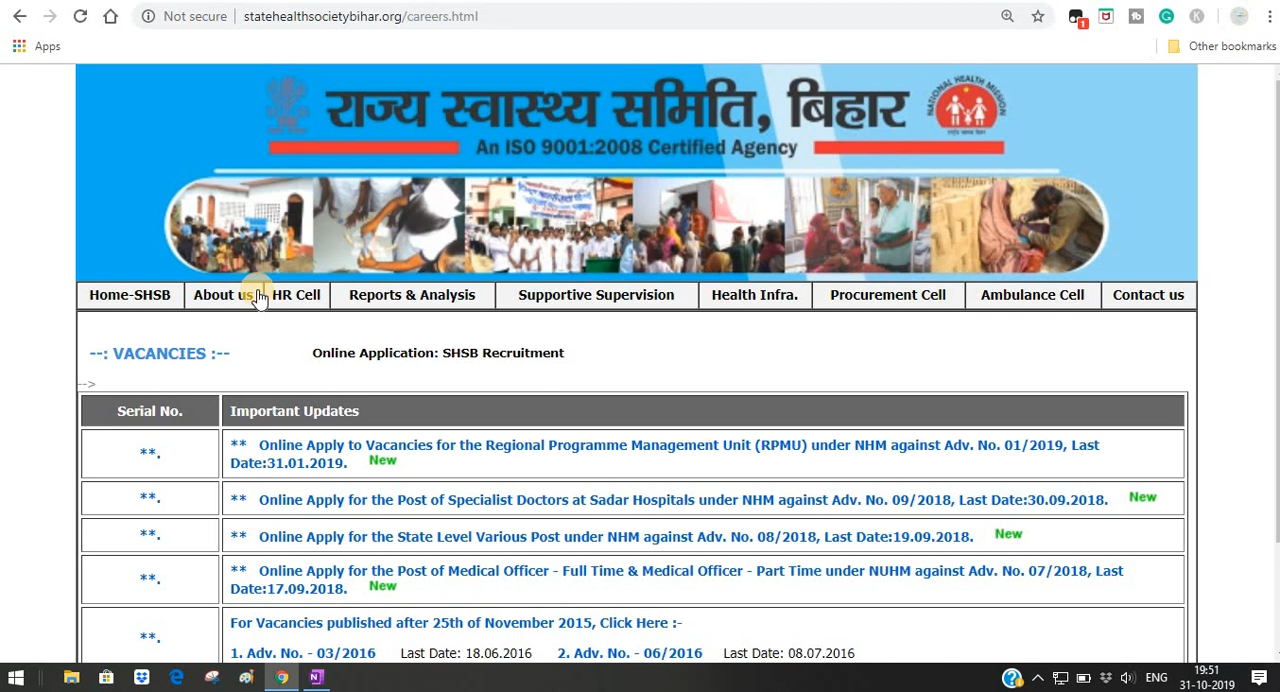 Not secure | statehealthsocietybihar.org/careers.html
1
Apps
Other bookmarks
राज्य स्वास्थ्य समिति, बिहार
An ISO 9001:2008 Certified Agency
NATIONAL HEALTH MISSION
Home-SHSB About us HR Cell Reports & Analysis Supportive Supervision Health Infra. Procurement Cell Ambulance Cell Contact us
--: VACANCIES :-- Online Application: SHSB Recruitment
-->
Serial No. Important Updates
**. ** Online Apply to Vacancies for the Regional Programme Management Unit (RPMU) under NHM against Adv. No. 01/2019, Last
Date:31.01.2019. New
**. ** Online Apply for the Post of Specialist Doctors at Sadar Hospitals under NHM against Adv. No. 09/2018, Last Date:30.09.2018. New
**. ** Online Apply for the State Level Various Post under NHM against Adv. No. 08/2018, Last Date:19.09.2018. New
**. ** Online Apply for the Post of Medical Officer - Full Time & Medical Officer - Part Time under NUHM against Adv. No. 07/2018, Last
Date:17.09.2018. New
**. For Vacancies published after 25th of November 2015, Click Here :-
1. Adv. No. - 03/2016 Last Date: 18.06.2016 2. Adv. No. - 06/2016 Last Date: 08.07.2016
ENG
19:51
31-10-2019